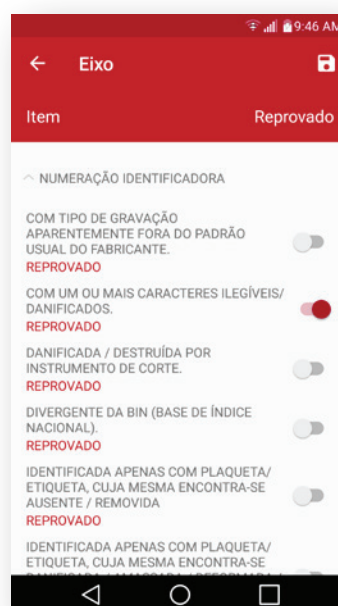 9:46 AM
Eixo
Item Reprovado
NUMERAÇÃO IDENTIFICADORA
COM TIPO DE GRAVAÇÃO
APARENTEMENTE FORA DO PADRÃO
USUAL DO FABRICANTE.
REPROVADO
COM UM OU MAIS CARACTERES ILEGÍVEIS/
DANIFICADOS.
REPROVADO
DANIFICADA / DESTRUÍDA POR
INSTRUMENTO DE CORTE.
REPROVADO
DIVERGENTE DA BIN (BASE DE ÍNDICE
NACIONAL).
REPROVADO
IDENTIFICADA APENAS COM PLAQUETA/
ETIQUETA, CUJA MESMA ENCONTRA-SE
AUSENTE / REMOVIDA
REPROVADO
IDENTIFICADA APENAS COM PLAQUETA/
ETIQUETA, CUJA MESMA ENCONTRA-SE